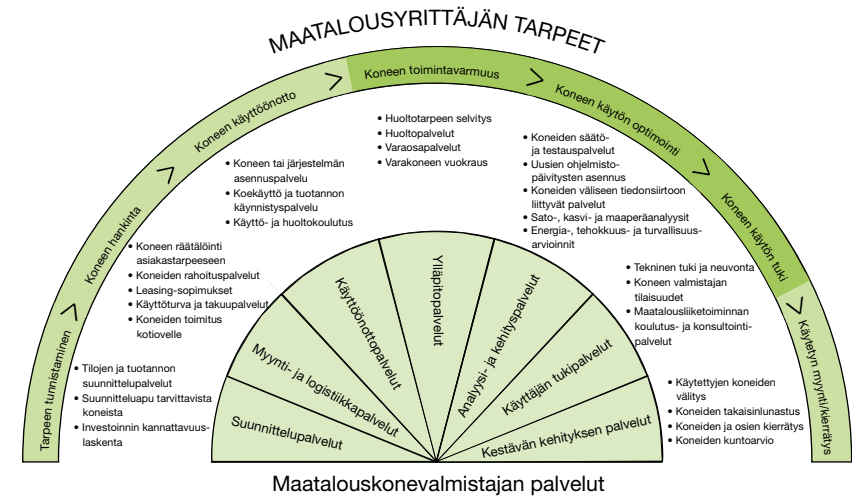 MAATALOUSYRITTÄJÄN TARPEET
Tarpeen tunnistaminen
Koneen hankinta
Koneen käyttöönotto
Koneen toimintavarmuus
Koneen käytön optimointi
Koneen käytön tuki
Käytetyn myynti/kierrätys
• Tilojen ja tuotannon
suunnittelupalvelut
• Suunnitteluapu tarvittavista
koneista
• Investoinnin kannattavuus-
laskenta
• Koneen räätälöinti
asiakastarpeeseen
• Koneiden rahoituspalvelut
• Leasing-sopimukset
• Käyttöturva ja takuupalvelut
• Koneiden toimitus
kotiovelle
• Koneen tai järjestelmän
asennuspalvelu
• Koekäyttö ja tuotannon
käynnistyspalvelu
• Käyttö- ja huoltokoulutus
• Huoltotarpeen selvitys
• Huoltopalvelut
• Varaosapalvelut
• Varakoneen vuokraus
• Koneiden säätö-
ja testauspalvelut
• Uusien ohjelmisto-
päivitysten asennus
• Koneiden väliseen tiedonsiirtoon
liittyvät palvelut
• Sato-, kasvi- ja maaperäanalyysit
• Energia-, tehokkuus- ja turvallisuus-
arvioinnit
• Tekninen tuki ja neuvonta
• Koneen valmistajan
tilaisuudet
• Maatalousliiketoiminnan
koulutus- ja konsultointi-
palvelut
• Käytettyjen koneiden
välitys
• Koneiden takaisinlunastus
• Koneiden ja osien kierrätys
• Koneiden kuntoarvio
Suunnittelupalvelut
Myynti- ja logistiikkapalvelut
Käyttöönottopalvelut
Ylläpitopalvelut
Analyysi- ja kehityspalvelut
Käyttäjän tukipalvelut
Kestävän kehityksen palvelut
Maatalouskonevalmistajan palvelut